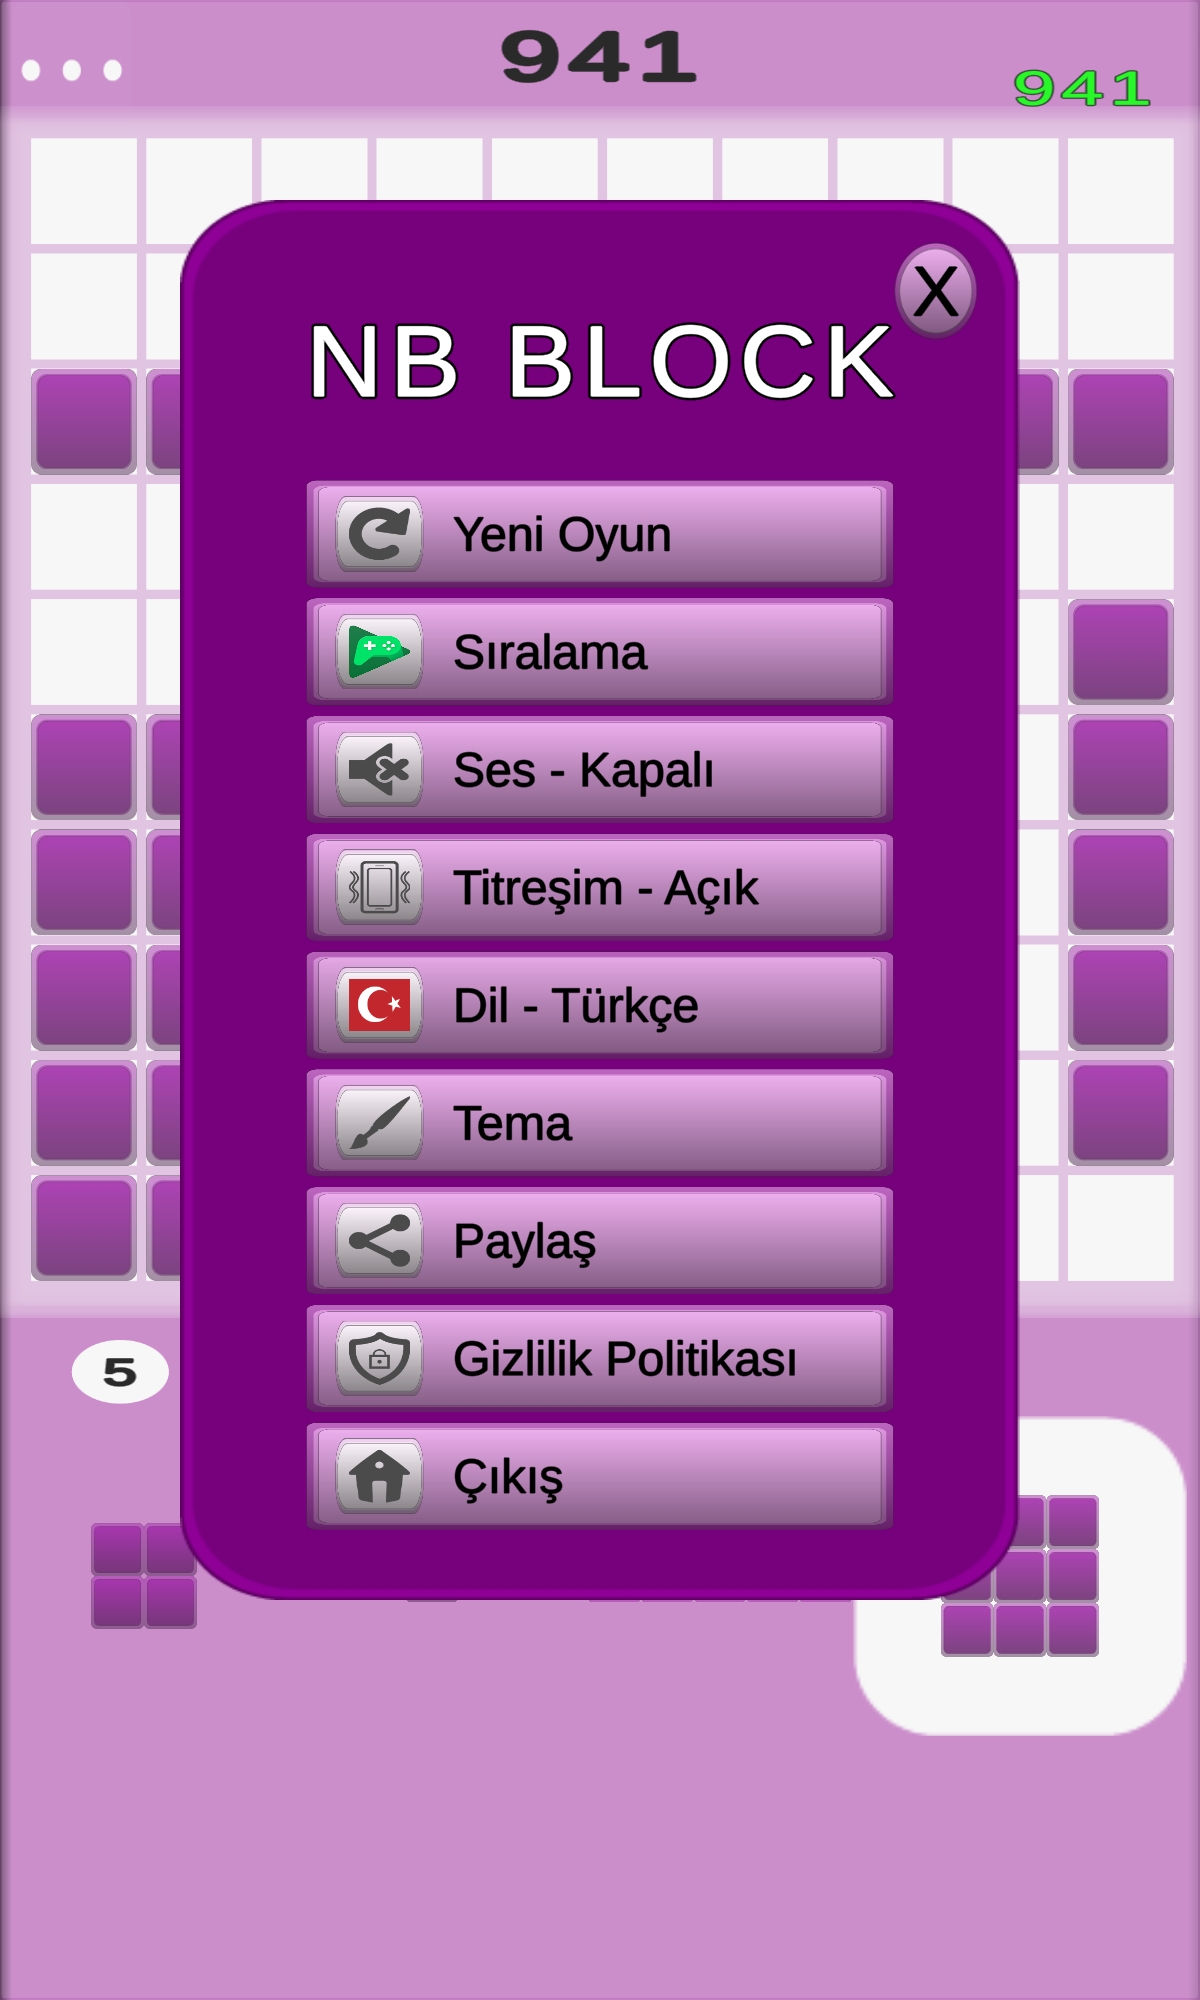 941
941
X
NB BLOCK
Yeni Oyun
Sıralama
Ses - Kapalı
Titreşim - Açık
Dil - Türkçe
Tema
Paylaş
Gizlilik Politikası
Çıkış
5